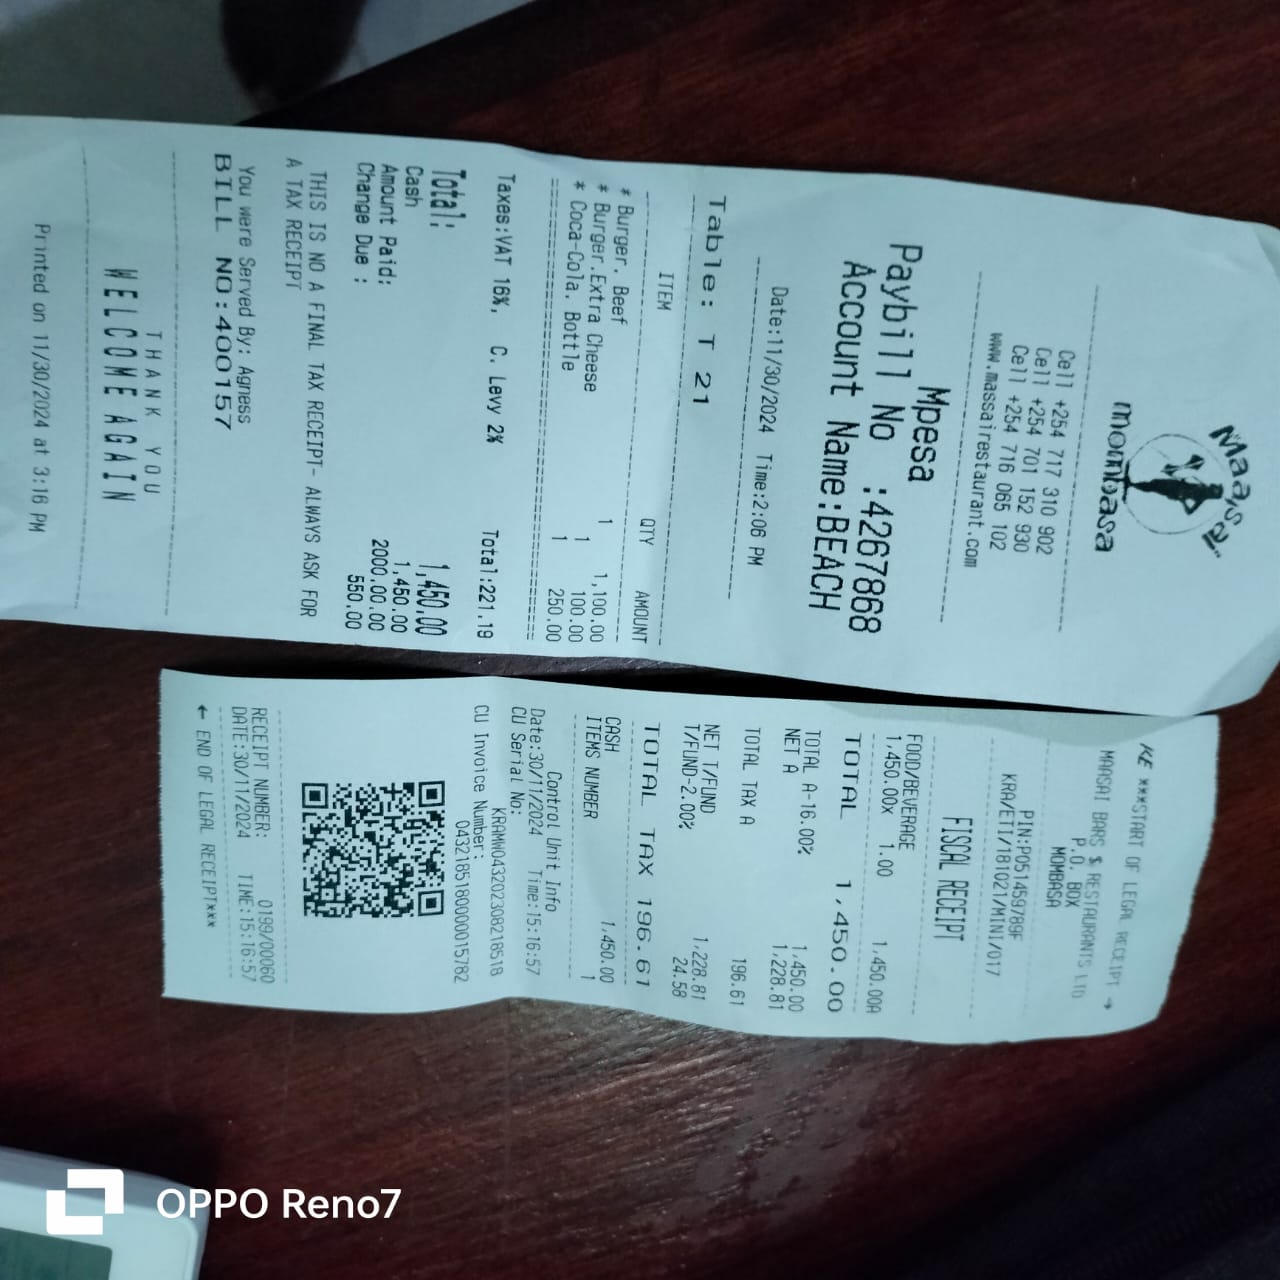 Maasai..
mombasa
Cell +254 717 310 902
Cell +254 701 152 930
Cell +254 716 065 102
www.massairestaurant.com
Mpesa
Paybill No :4267868
Account Name:BEACH
Date:11/30/2024 Time:2:06 PM
Table: T 21
ITEM QTY AMOUNT
* Burger. Beef 1 1,100.00
* Burger.Extra Cheese 1 100.00
* Coca-Cola. Bottle 1 250.00
Taxes:VAT 16%, C. Levy 2% Total:221.19
Total: 1,450.00
Cash 1,450.00
Amount Paid: 2000.00.00
Change Due : 550.00
THIS IS NO A FINAL TAX RECEIPT- ALWAYS ASK FOR
A TAX RECEIPT
You were Served By: Agness
BILL NO:400157
THANK YOU
WELCOME AGAIN
Printed on 11/30/2024 at 3:16 PM
KE ***START OF LEGAL RECEIPT →
MAASAI BARS $ RESTAURANTS LTD
P.O. BOX
MOMBASA
PIN:P051459789F
KRA/ETI/181021/MINI/017
FISCAL RECEIPT
FOOD/BEVERAGE
1,450.00x 1.00 1,450.00A
TOTAL 1,450.00
TOTAL A-16.00% 1,450.00
NET A 1,228.81
TOTAL TAX A 196.61
NET T/FUND 1,228.81
T/FUND-2.00% 24.58
TOTAL TAX 196.61
CASH 1,450.00
ITEMS NUMBER 1
Control Unit Info
Date:30/11/2024 Time:15:16:57
CU Serial No:
KRAMW043202308218518
CU Invoice Number:
0432185180000015782
RECEIPT NUMBER: 0199/00060
DATE:30/11/2024 TIME:15:16:57
← END OF LEGAL RECEIPT***
OPPO Reno7